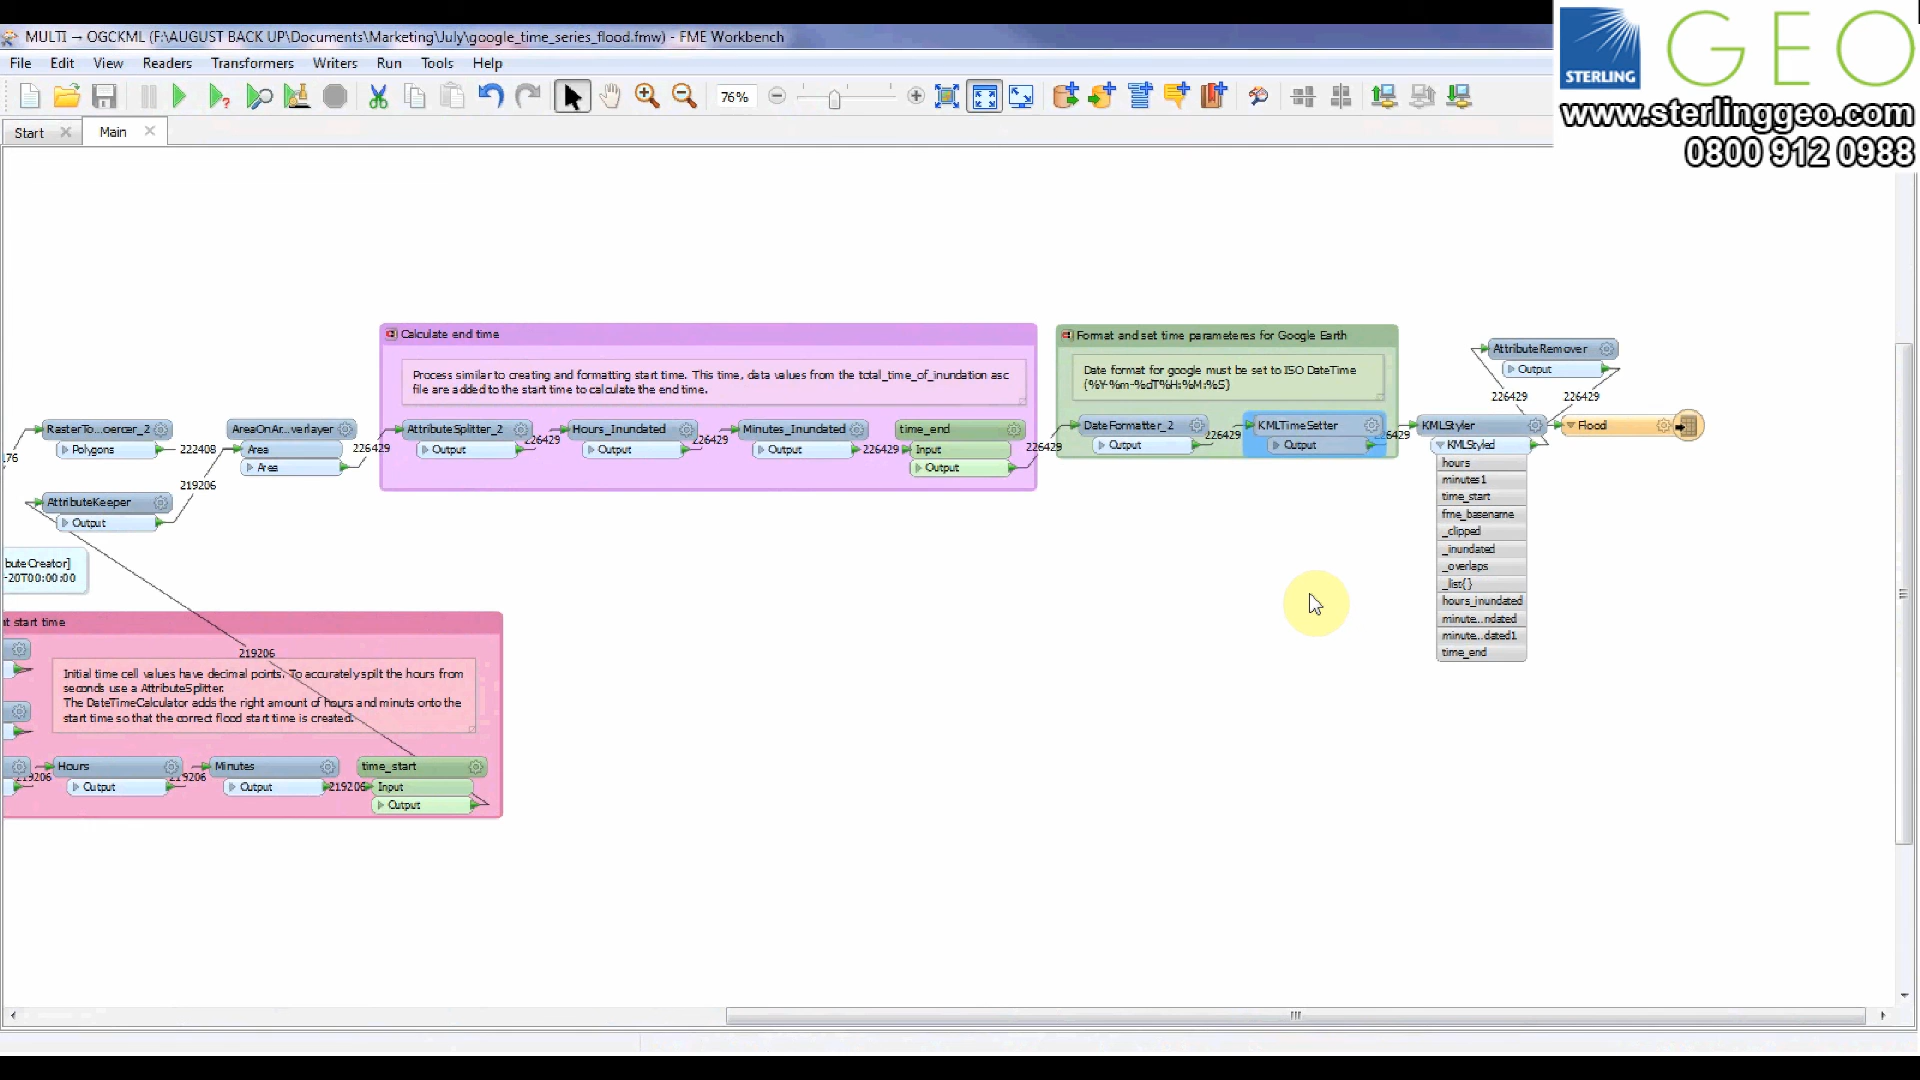 MULTI → OGCKML (F:\AUGUST BACK UP\Documents\Marketing\July\google_time_series_flood.fmw) - FME Workbench
File Edit View Readers Transformers Writers Run Tools Help
76%
STERLING
GEO
www.sterlinggeo.com
0800 912 0988
Start Main
Calculate end time
Process similar to creating and formatting start time. This time, data values from the total_time_of_inundation asc
file are added to the start time to calculate the end time.
Format and set time parameteres for Google Earth
Date format for google must be set to ISO DateTime
(%Y-%m-%dT%H:%M:%S)
AttributeRemover
Output
226429 226429
RasterTo...oercer_2
Polygons
222408
176
AreaOnAr...verlayer
Area
Area
226429
219206
AttributeSplitter_2
Output
226429
Hours_Inundated
Output
226429
Minutes_Inundated
Output
226429
time_end
Input
Output
226429
DateFormatter_2
Output
226429
KMLTimeSetter
Output
226429
KMLStyler
KMLStyled
hours
minutes1
time_start
fme_basename
_clipped
_inundated
_overlaps
_list{}
hours_inundated
minute...ndated
minute...dated1
time_end
Flood
AttributeKeeper
Output
buteCreator]
-20T00:00:00
nt start time
219206
Initial time cell values have decimal points. To accurately spilt the hours from
seconds use a AttributeSplitter.
The DateTimeCalculator adds the right amount of hours and minuts onto the
start time so that the correct flood start time is created.
219206
Hours
Output
219206
Minutes
Output
219206
time_start
Input
Output